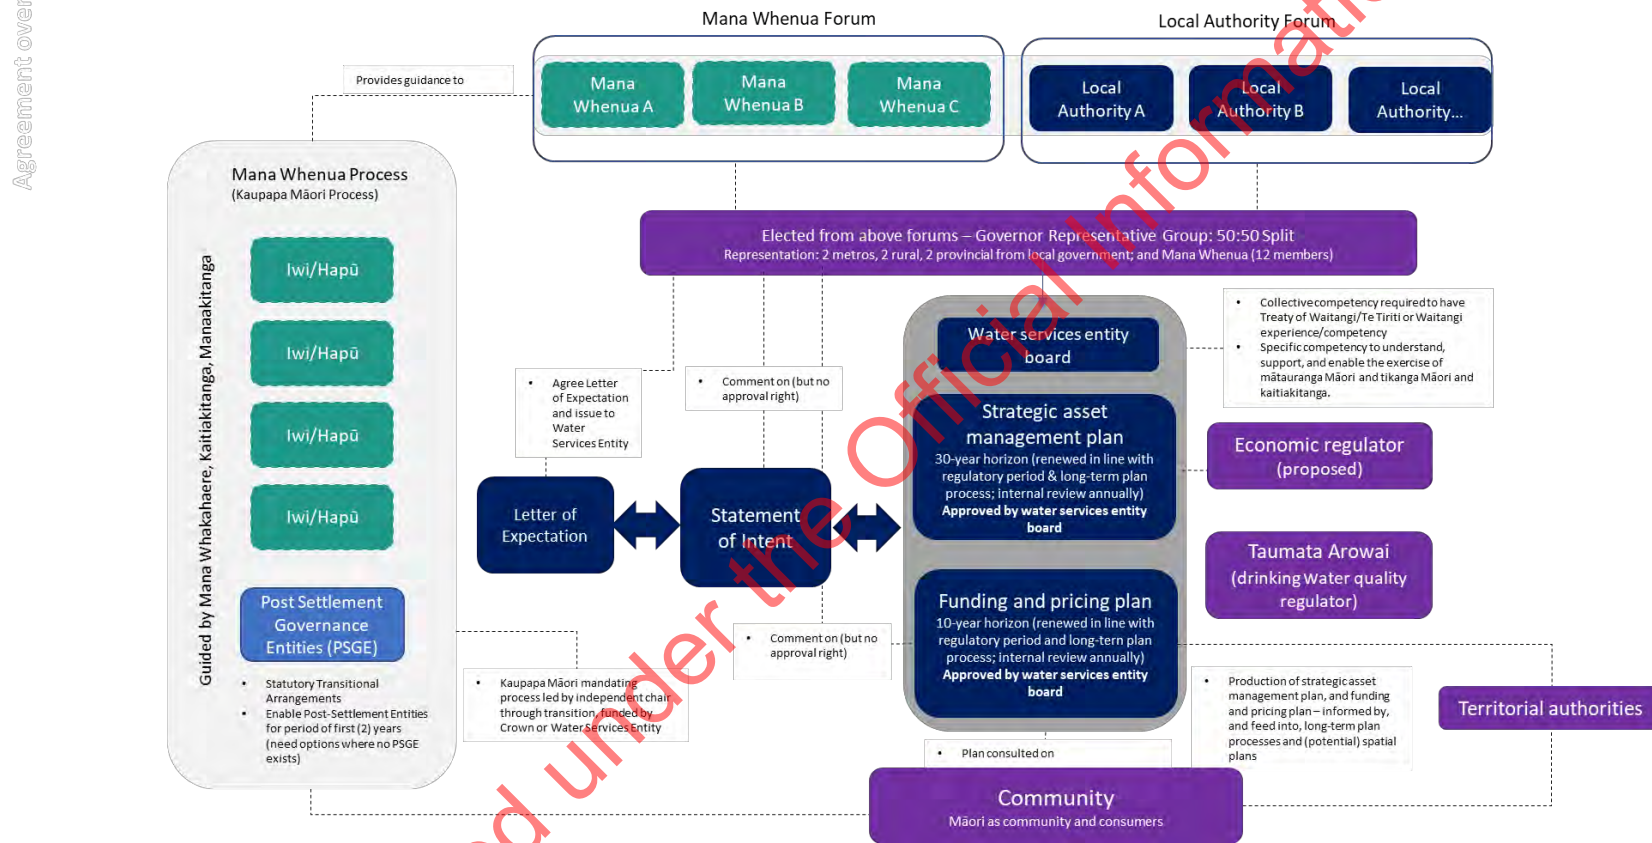 Agreement over
Mana Whenua Forum
Local Authority Forum
Provides guidance to
Mana
Whenua A
Mana
Whenua B
Mana
Whenua C
Local
Authority A
Local
Authority B
Local
Authority...
Mana Whenua Process
(Kaupapa Māori Process)
Guided by Mana Whakahaere, Kaitiakitanga, Manaakitanga
Iwi/Hapū
Iwi/Hapū
Iwi/Hapū
Iwi/Hapū
Post Settlement
Governance
Entities (PSGE)
• Statutory Transitional
Arrangements
• Enable Post-Settlement Entities
for period of first (2) years
(need options where no PSGE
exists)
Elected from above forums – Governor Representative Group: 50:50 Split
Representation: 2 metros, 2 rural, 2 provincial from local government; and Mana Whenua (12 members)
• Agree Letter
of Expectation
and issue to
Water
Services Entity
• Comment on (but no
approval right)
Letter of
Expectation
Statement
of Intent
• Kaupapa Māori mandating
process led by independent chair
through transition, funded by
Crown or Water Services Entity
• Comment on (but no
approval right)
Water services entity
board
Strategic asset
management plan
30-year horizon (renewed in line with
regulatory period & long-term plan
process; internal review annually)
Approved by water services entity
board
Funding and pricing plan
10-year horizon (renewed in line with
regulatory period and long-tern plan
process; internal review annually)
Approved by water services entity
board
• Collective competency required to have
Treaty of Waitangi/Te Tiriti or Waitangi
experience/competency
• Specific competency to understand,
support, and enable the exercise of
mātauranga Māori and tikanga Māori and
kaitiakitanga.
Economic regulator
(proposed)
Taumata Arowai
(drinking Water quality
regulator)
• Production of strategic asset
management plan, and funding
and pricing plan – informed by,
and feed into, long-term plan
processes and (potential) spatial
plans
Territorial authorities
• Plan consulted on
Community
Māori as community and consumers
under the Official Information